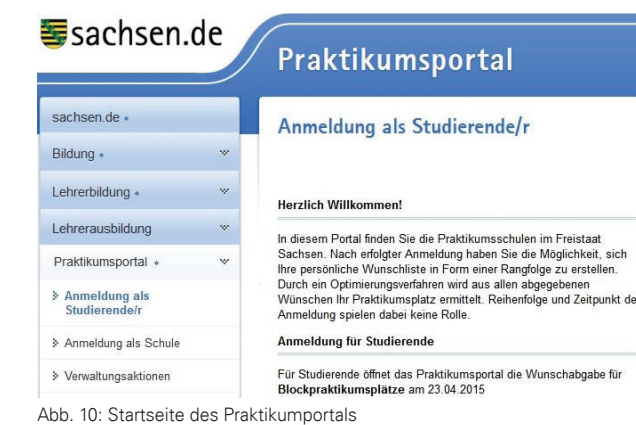 sachsen.de
Praktikumsportal
sachsen.de
Bildung
Lehrerbildung
Lehrerausbildung
Praktikumsportal
Anmeldung als
Studierende/r
Anmeldung als Schule
Verwaltungsaktionen
Anmeldung als Studierende/r
Herzlich Willkommen!
In diesem Portal finden Sie die Praktikumsschulen im Freistaat
Sachsen. Nach erfolgter Anmeldung haben Sie die Möglichkeit, sich
Ihre persönliche Wunschliste in Form einer Rangfolge zu erstellen.
Durch ein Optimierungsverfahren wird aus allen abgegebenen
Wünschen Ihr Praktikumsplatz ermittelt. Reihenfolge und Zeitpunkt de
Anmeldung spielen dabei keine Rolle.
Anmeldung für Studierende
Für Studierende öffnet das Praktikumsportal die Wunschabgabe für
Blockpraktikumsplätze am 23.04.2015
Abb. 10: Startseite des Praktikumportals